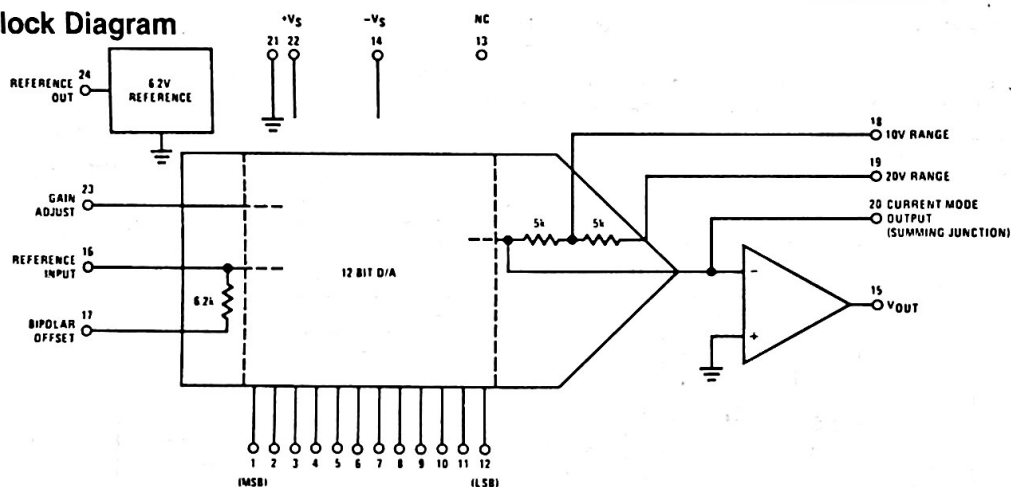 lock Diagram
+VS
-VS
NC
21 22
14
13
REFERENCE OUT
24
6.2V REFERENCE
18
10V RANGE
19
20V RANGE
20 CURRENT MODE
OUTPUT
(SUMMING JUNCTION)
GAIN ADJUST
23
5k
5k
REFERENCE INPUT
16
12 BIT D/A
6.2k
BIPOLAR OFFSET
17
-
+
15
VOUT
1 2 3 4 5 6 7 8 9 10 11 12
(MSB)
(LSB)